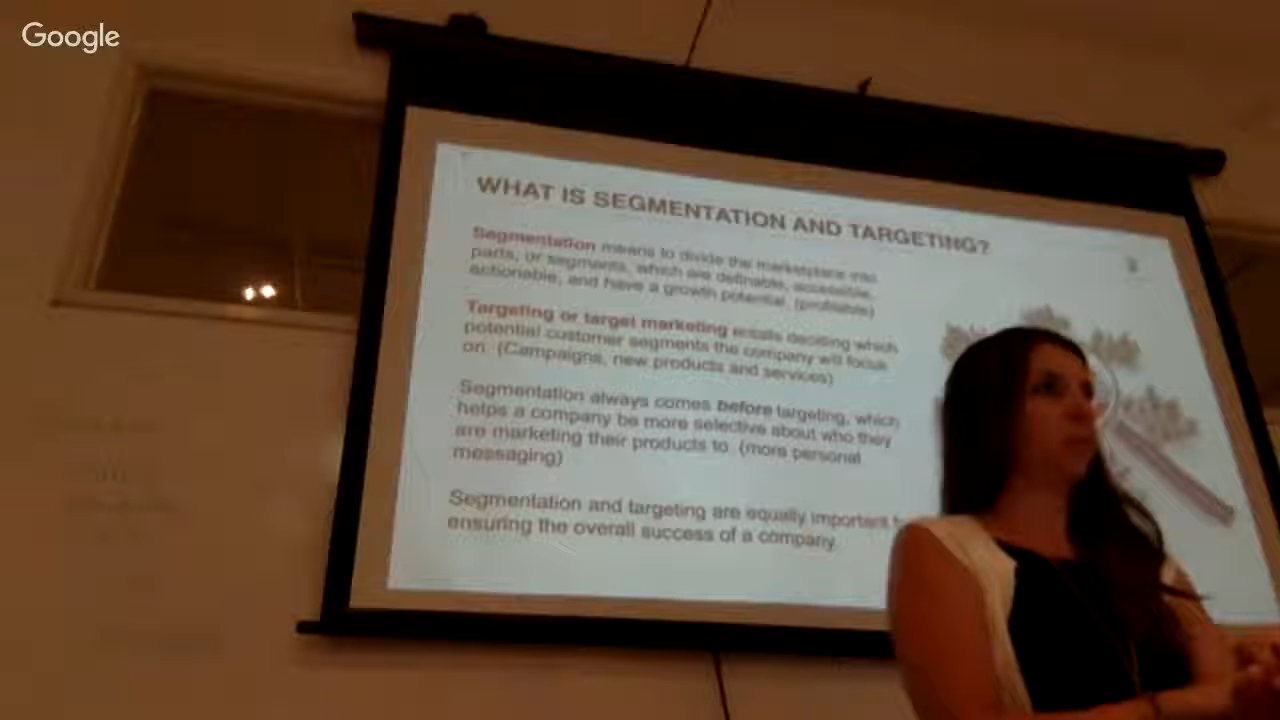 Google
WHAT IS SEGMENTATION AND TARGETING?
Segmentation means to divide the marketplace into
parts, or segments, which are definable, accessible,
actionable, and have a growth potential. (profitable)
Targeting or target marketing entails deciding which
potential customer segments the company will focus
on. (Campaigns, new products and services)
Segmentation always comes before targeting, which
helps a company be more selective about who they
are marketing their products to. (more personal
messaging)
Segmentation and targeting are equally important
ensuring the overall success of a company.